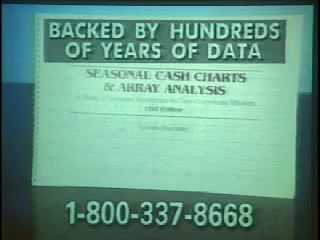 BACKED BY HUNDREDS
OF YEARS OF DATA
SEASONAL CASH CHARTS
& ARRAY ANALYSIS
1-800-337-8668